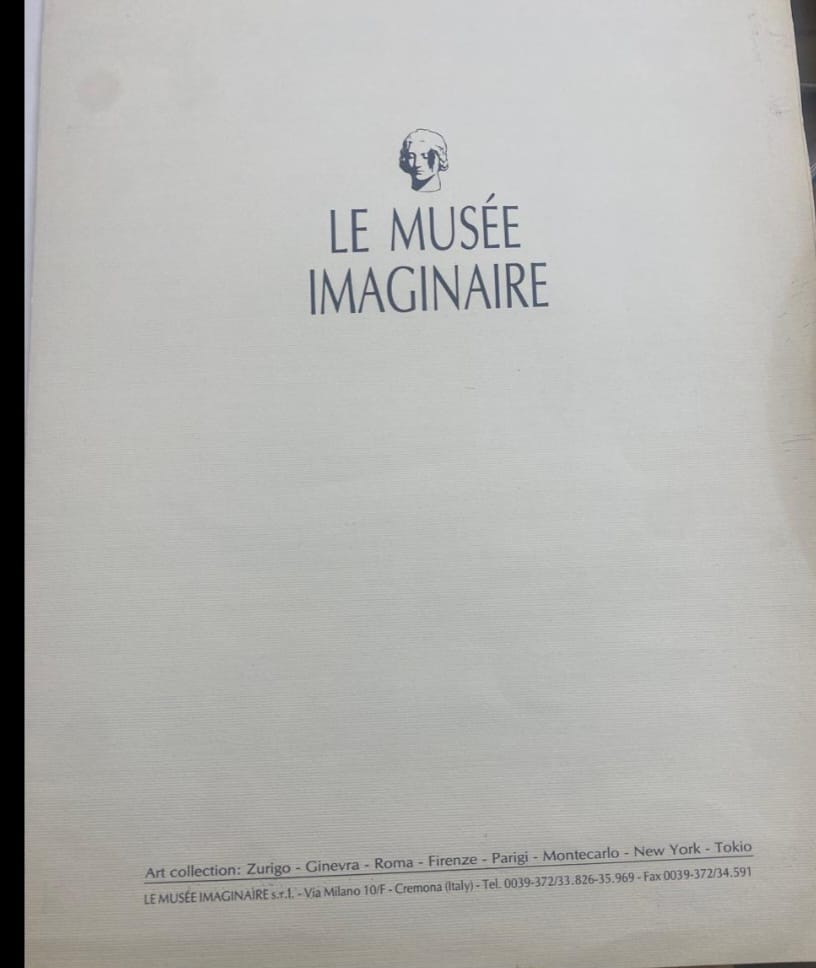 LE MUSÉE
IMAGINAIRE
Art collection: Zurigo - Ginevra - Roma - Firenze - Parigi - Montecarlo - New York - Tokio
LE MUSÉE IMAGINAIRE s.r.l. - Via Milano 10/F - Cremona (Italy) - Tel. 0039-372/33.826-35.969 - Fax 0039-372/34.591